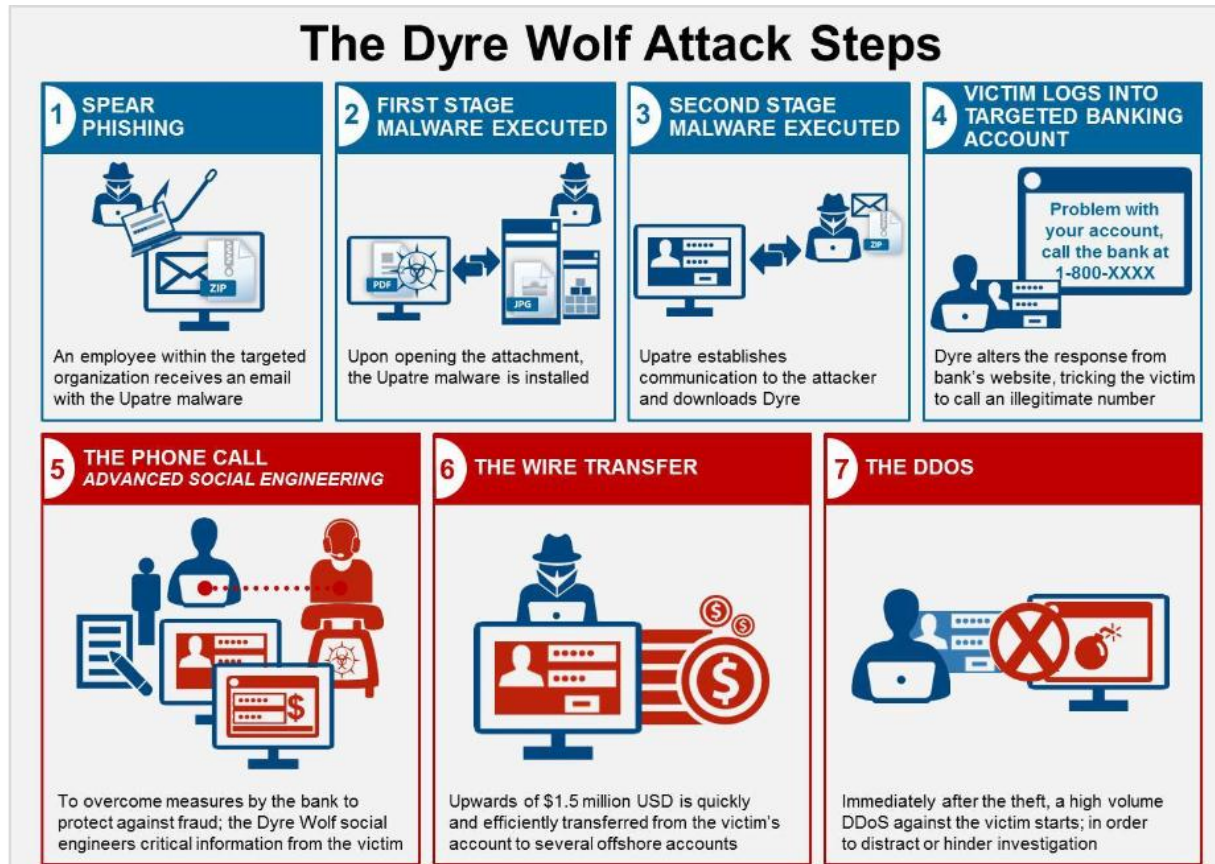 The Dyre Wolf Attack Steps
1
SPEAR
PHISHING
ZIP
An employee within the targeted
organization receives an email
with the Upatre malware
2
FIRST STAGE
MALWARE EXECUTED
PDF
JPG
Upon opening the attachment,
the Upatre malware is installed
3
SECOND STAGE
MALWARE EXECUTED
ZIP
Upatre establishes
communication to the attacker
and downloads Dyre
4
VICTIM LOGS INTO
TARGETED BANKING
ACCOUNT
Problem with
your account,
call the bank at
1-800-XXXX
Dyre alters the response from
bank's website, tricking the victim
to call an illegitimate number
5
THE PHONE CALL
ADVANCED SOCIAL ENGINEERING
$
To overcome measures by the bank to
protect against fraud; the Dyre Wolf social
engineers critical information from the victim
6
THE WIRE TRANSFER
$
$
$
Upwards of $1.5 million USD is quickly
and efficiently transferred from the victim's
account to several offshore accounts
7
THE DDOS
Immediately after the theft, a high volume
DDoS against the victim starts; in order
to distract or hinder investigation